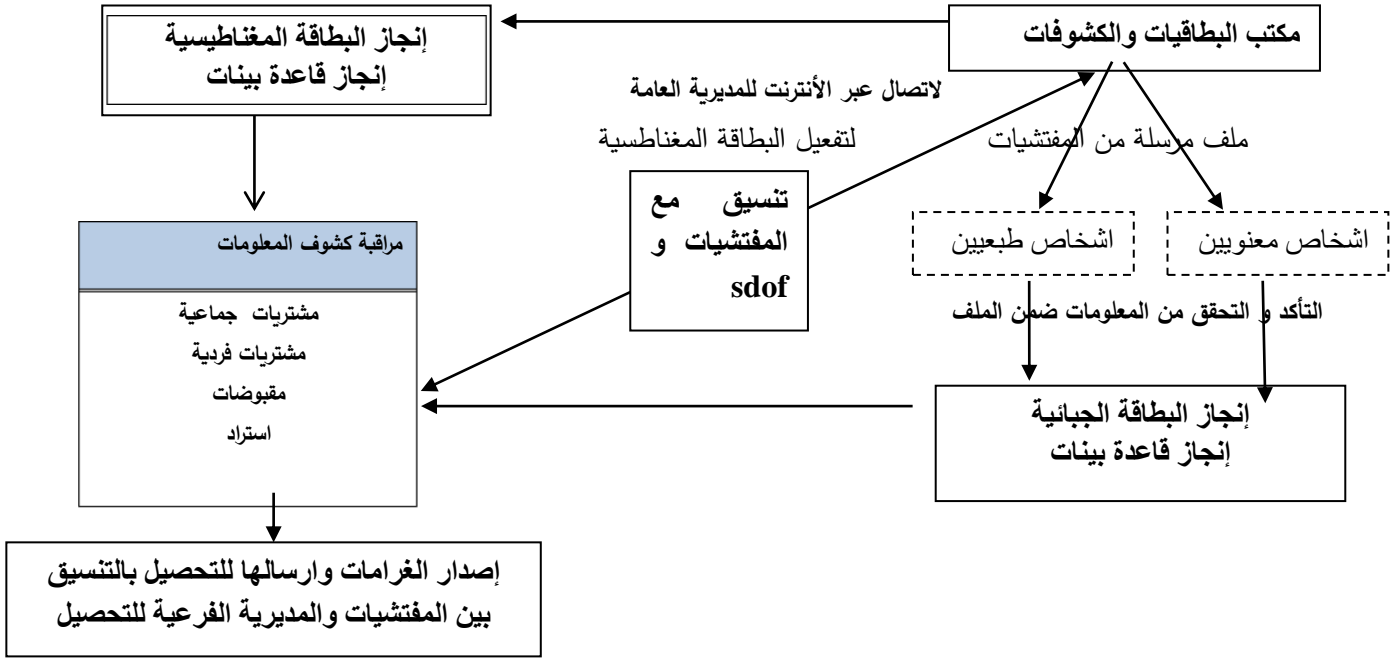 مكتب البطاقيات والكشوفات
إنجاز البطاقة المغناطيسية
إنجاز قاعدة بينات
لاتصال عبر الأنترنت للمديرية العامة
لتفعيل البطاقة المغناطسية
ملف مرسلة من المفتشيات
تنسيق مع
المفتشيات و
sdof
اشخاص معنويين
اشخاص طبعيين
التأكد و التحقق من المعلومات ضمن الملف
إنجاز البطاقة الجبائية
إنجاز قاعدة بينات
مراقبة كشوف المعلومات
مشتريات جماعية
مشتريات فردية
مقبوضات
استراد
إصدار الغرامات وارسالها للتحصيل بالتنسيق
بين المفتشيات والمديرية الفرعية للتحصيل